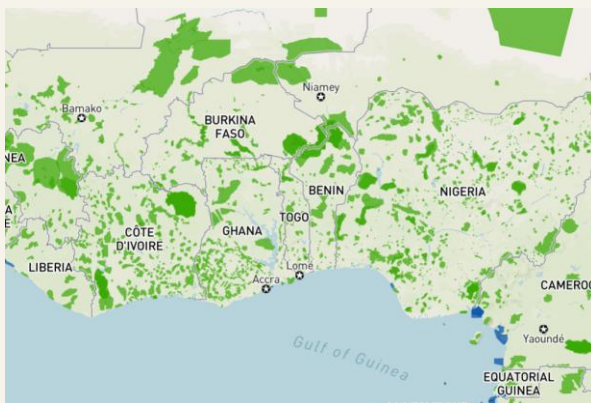 Niamey
Bamako
BURKINA
FASO
NEA
BENIN
NIGERIA
TOGO
GHANA
CÔTE
D'IVOIRE
LIBERIA
Lomé
Accra
CAMEROO
Gulf of Guinea
Yaoundé
EQUATORIAL
GUINEA